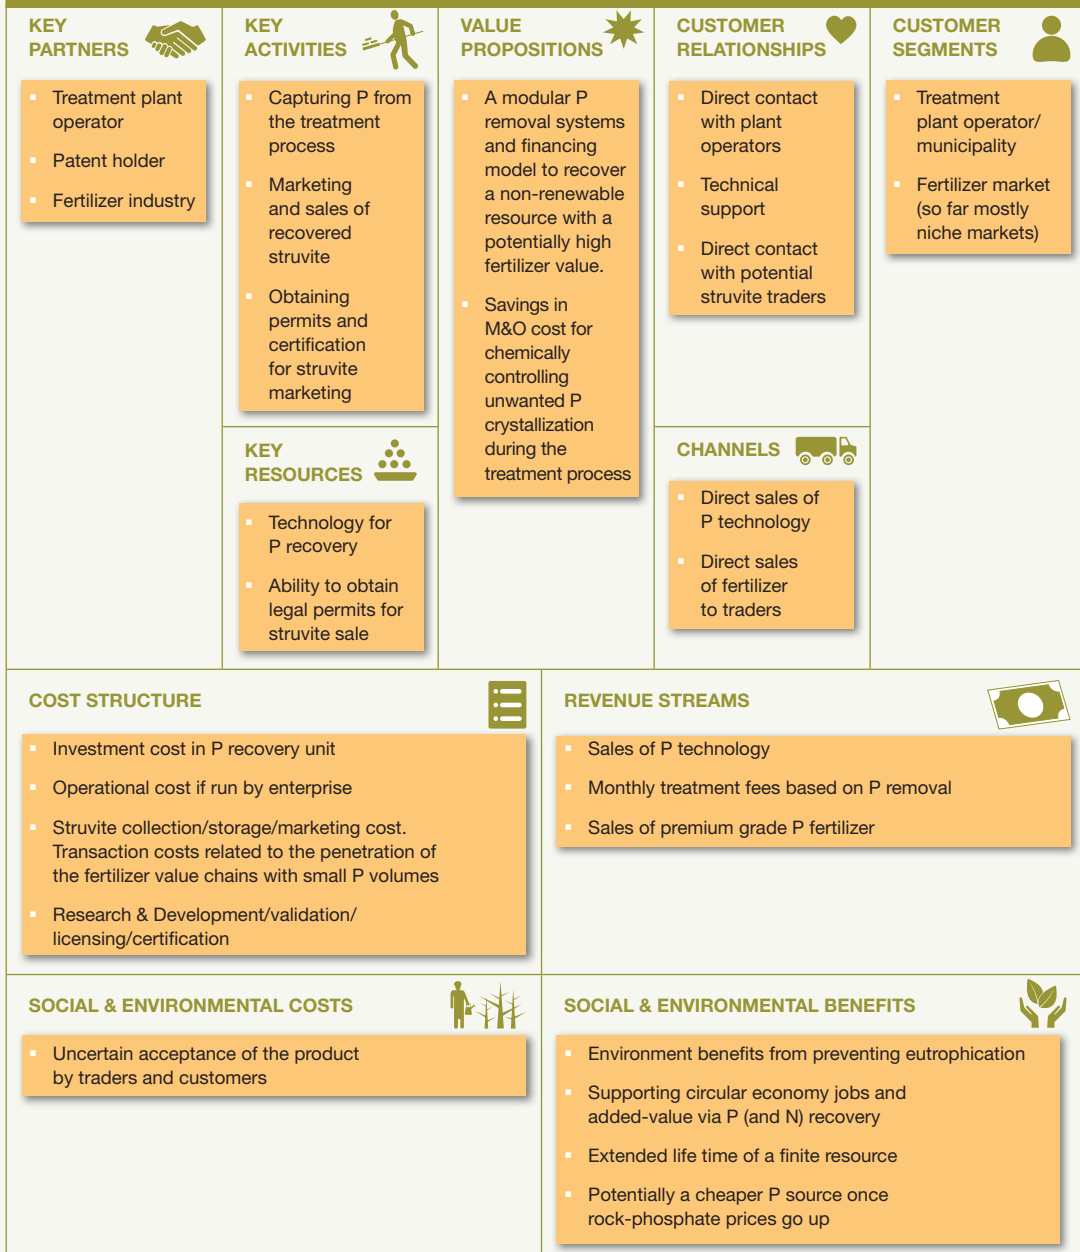 KEY
PARTNERS
Treatment plant
operator
Patent holder
Fertilizer industry
KEY
ACTIVITIES
Capturing P from
the treatment
process
Marketing
and sales of
recovered
struvite
Obtaining
permits and
certification
for struvite
marketing
KEY
RESOURCES
Technology for
P recovery
Ability to obtain
legal permits for
struvite sale
VALUE
PROPOSITIONS
A modular P
removal systems
and financing
model to recover
a non-renewable
resource with a
potentially high
fertilizer value.
Savings in
M&O cost for
chemically
controlling
unwanted P
crystallization
during the
treatment process
CUSTOMER
RELATIONSHIPS
Direct contact
with plant
operators
Technical
support
Direct contact
with potential
struvite traders
CHANNELS
Direct sales of
P technology
Direct sales
of fertilizer
to traders
CUSTOMER
SEGMENTS
Treatment
plant operator/
municipality
Fertilizer market
(so far mostly
niche markets)
COST STRUCTURE
Investment cost in P recovery unit
Operational cost if run by enterprise
Struvite collection/storage/marketing cost.
Transaction costs related to the penetration of
the fertilizer value chains with small P volumes
Research & Development/validation/
licensing/certification
REVENUE STREAMS
Sales of P technology
Monthly treatment fees based on P removal
Sales of premium grade P fertilizer
SOCIAL & ENVIRONMENTAL COSTS
Uncertain acceptance of the product
by traders and customers
SOCIAL & ENVIRONMENTAL BENEFITS
Environment benefits from preventing eutrophication
Supporting circular economy jobs and
added-value via P (and N) recovery
Extended life time of a finite resource
Potentially a cheaper P source once
rock-phosphate prices go up